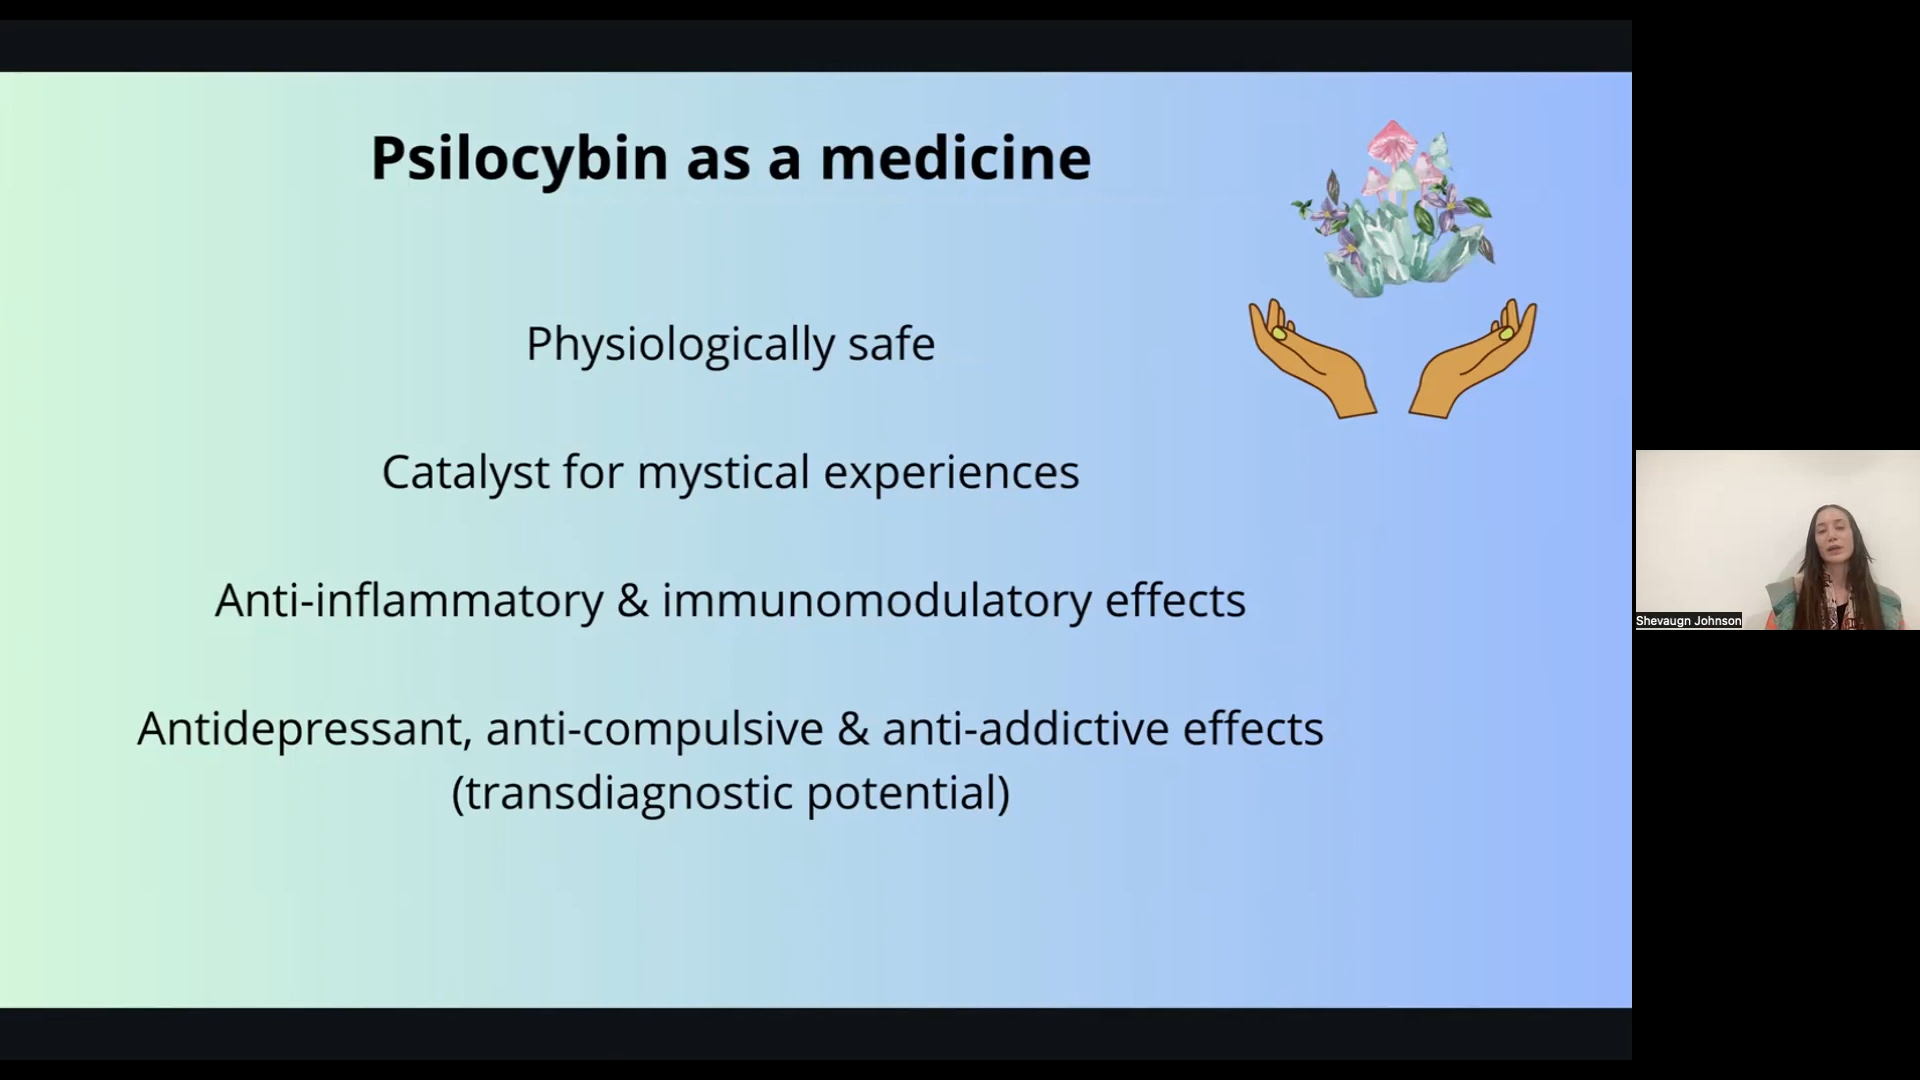 Psilocybin as a medicine
Physiologically safe
Catalyst for mystical experiences
Anti-inflammatory & immunomodulatory effects
Antidepressant, anti-compulsive & anti-addictive effects
(transdiagnostic potential)
Shevaugn Johnson